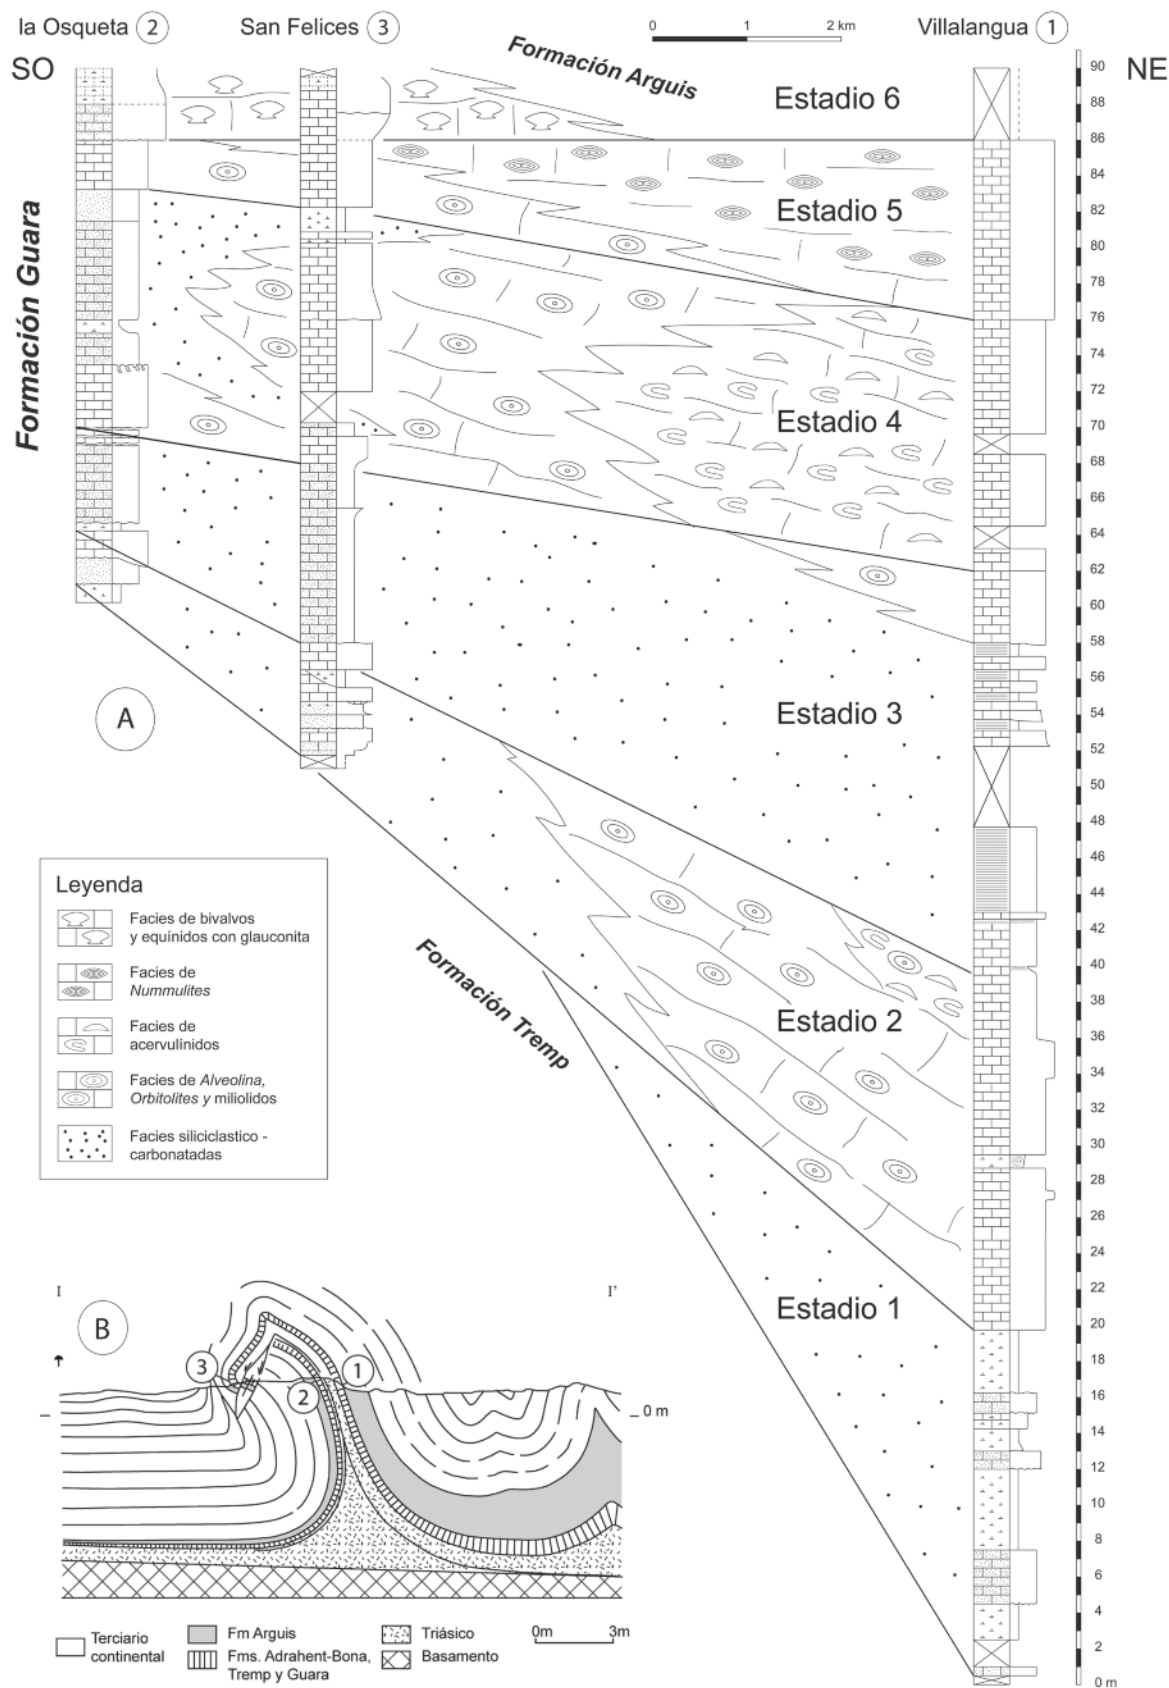 la Osqueta 2
San Felices 3
0 1 2 km
Villalangua 1
SO
NE
Formación Arguis
Formación Guara
Estadio 6
Estadio 5
Estadio 4
Estadio 3
Estadio 2
Estadio 1
Formación Tremp
A
90
88
86
84
82
80
78
76
74
72
70
68
66
64
62
60
58
56
54
52
50
48
46
44
42
40
38
36
34
32
30
28
26
24
22
20
18
16
14
12
10
8
6
4
2
0 m
Leyenda
Facies de bivalvos
y equínidos con glauconita
Facies de
Nummulites
Facies de
acervulínidos
Facies de Alveolina,
Orbitolites y miliolidos
Facies siliciclastico -
carbonatadas
I
I'
B
3
2
1
0 m
Terciario
continental
Fm Arguis
Fms. Adrahent-Bona,
Tremp y Guara
Triásico
Basamento
0m 3m